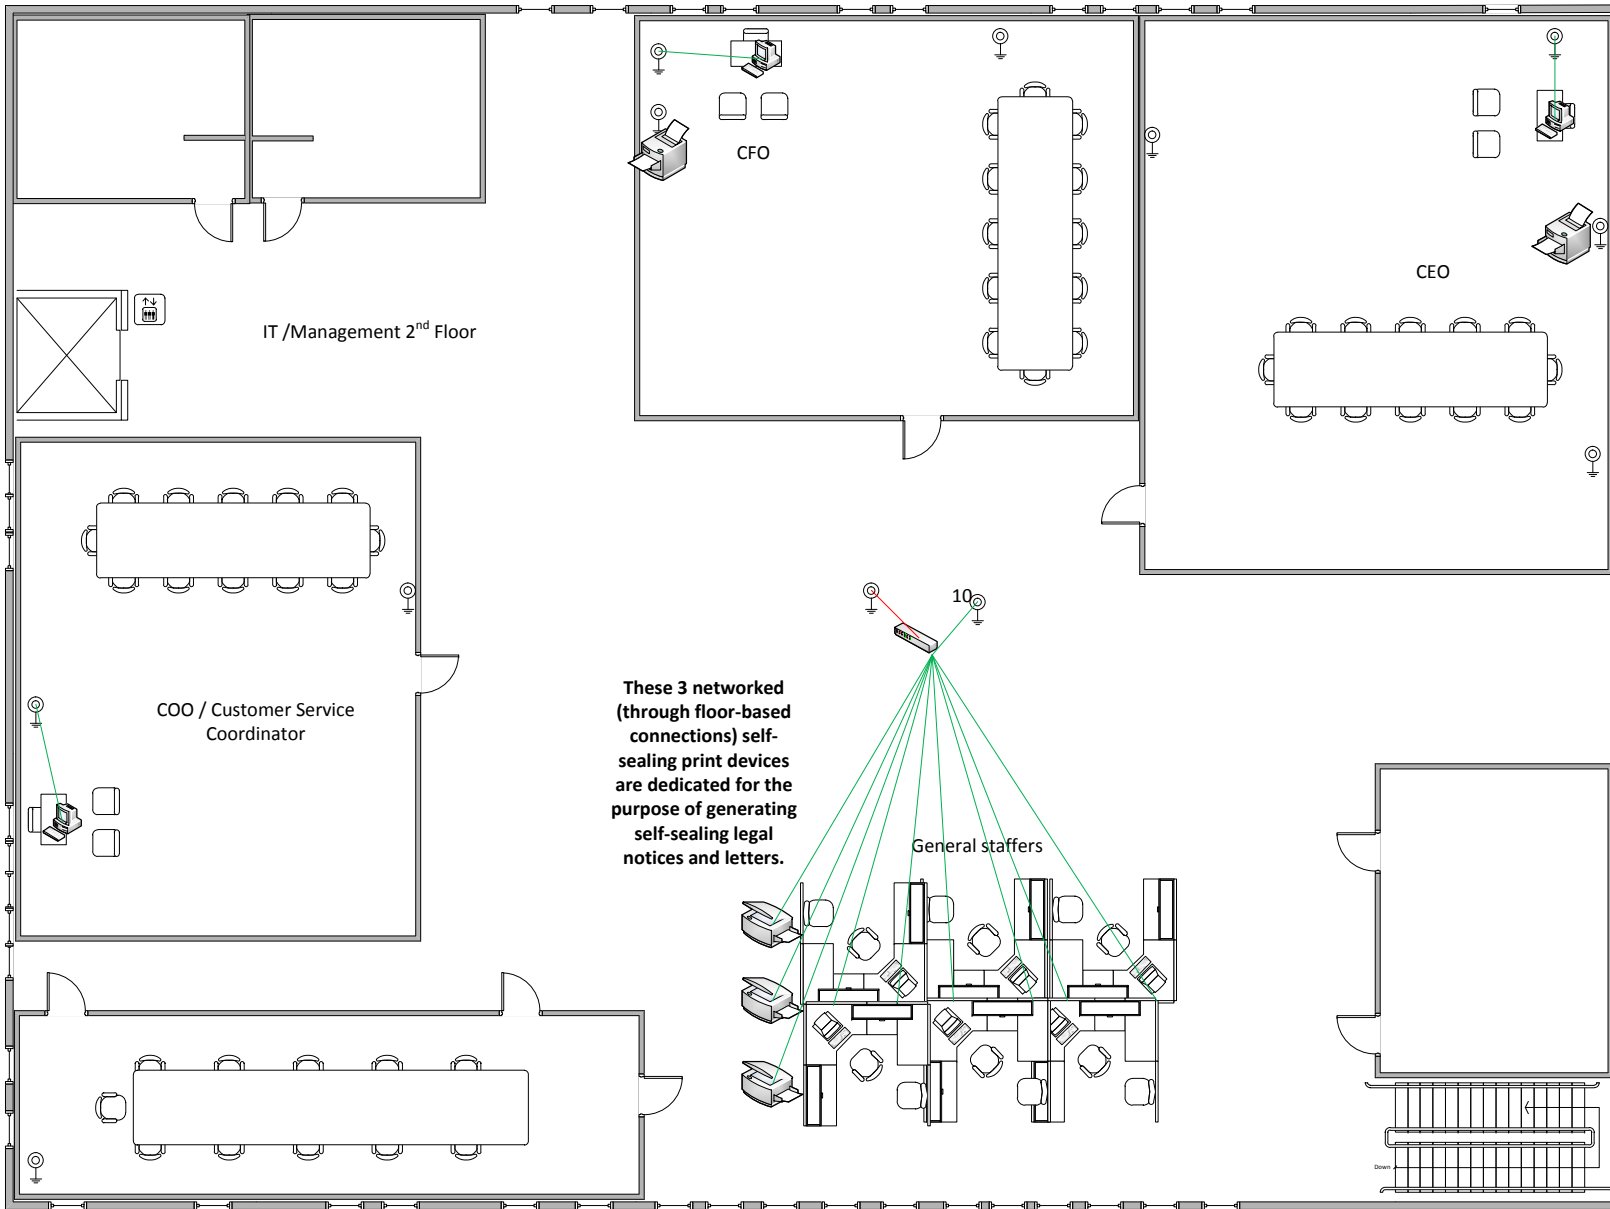 CFO
CEO
IT /Management 2nd Floor
10
These 3 networked
(through floor-based
connections) self-
sealing print devices
are dedicated for the
purpose of generating
self-sealing legal
notices and letters.
COO / Customer Service
Coordinator
General staffers
Down